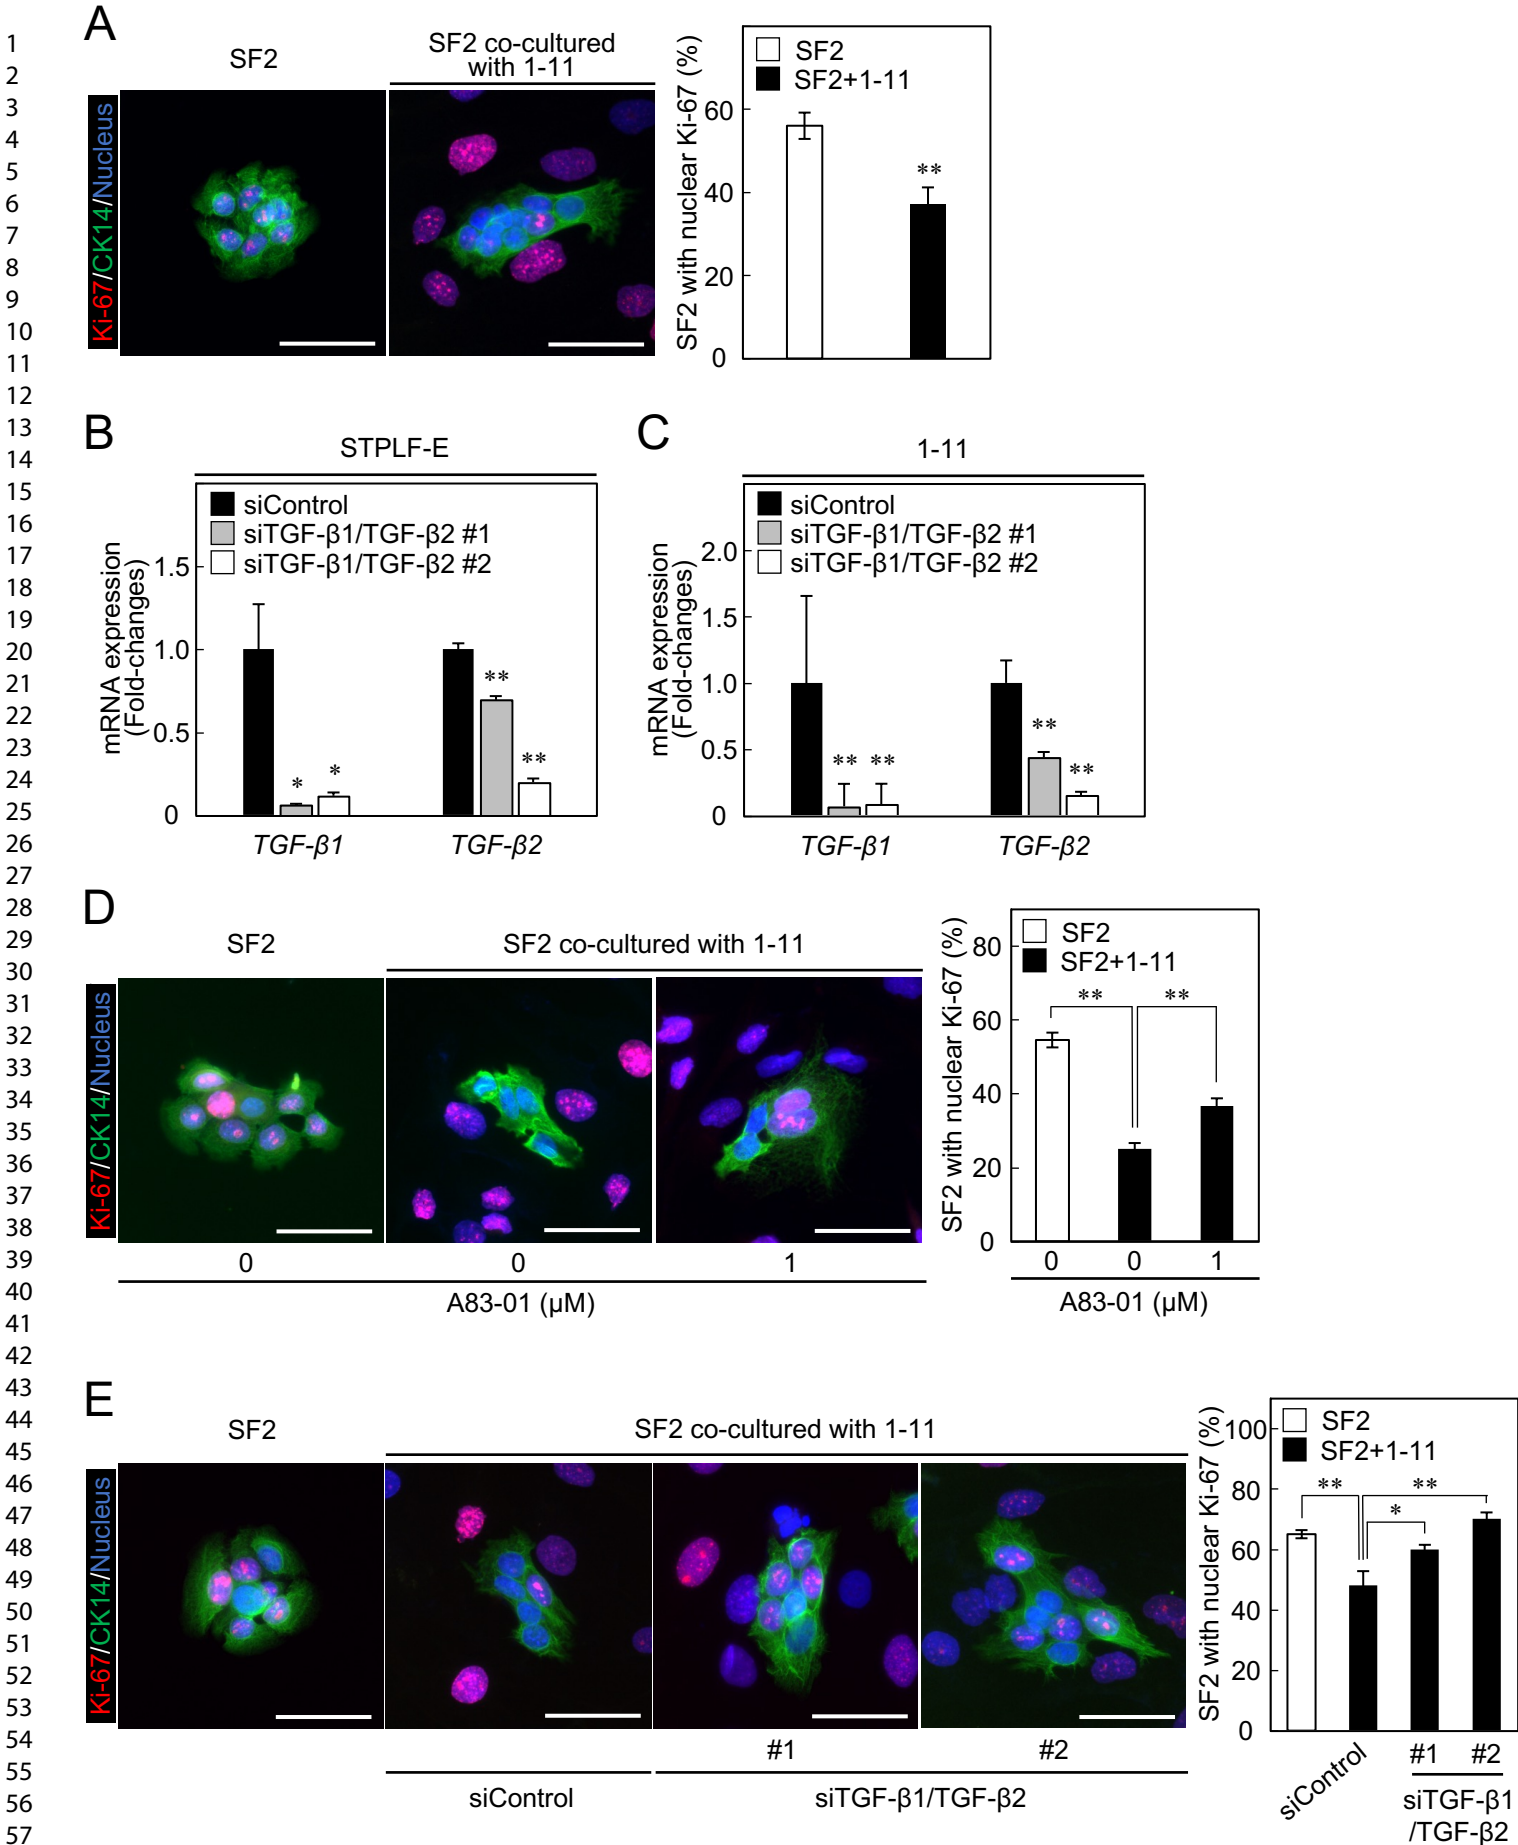 1
2
3
4
5
6
7
8
9
10
11
12
13
14
15
16
17
18
19
20
21
22
23
24
25
26
27
28
29
30
31
32
33
34
35
36
37
38
39
40
41
42
43
44
45
46
47
48
49
50
51
52
53
54
55
56
57
A
SF2
SF2 co-cultured
with 1-11
Ki-67/CK14/Nucleus
SF2 with nuclear Ki-67 (%)
SF2
SF2+1-11
60
40
20
0
**
B
STPLF-E
siControl
siTGF-β1/TGF-β2 #1
siTGF-β1/TGF-β2 #2
mRNA expression
(Fold-changes)
1.5
1.0
0.5
0
* * ** **
TGF-β1 TGF-β2
C
1-11
siControl
siTGF-β1/TGF-β2 #1
siTGF-β1/TGF-β2 #2
mRNA expression
(Fold-changes)
2.0
1.5
1.0
0.5
0
** ** ** **
TGF-β1 TGF-β2
D
SF2
SF2 co-cultured with 1-11
Ki-67/CK14/Nucleus
0 0 1
A83-01 (μM)
SF2 with nuclear Ki-67 (%)
SF2
SF2+1-11
80
60
40
20
0
** **
0 0 1
A83-01 (μM)
E
SF2
SF2 co-cultured with 1-11
Ki-67/CK14/Nucleus
#1 #2
siControl siTGF-β1/TGF-β2
SF2 with nuclear Ki-67 (%)
SF2
SF2+1-11
100
80
60
40
20
0
** **
*
siControl #1 #2
siTGF-β1
/TGF-β2